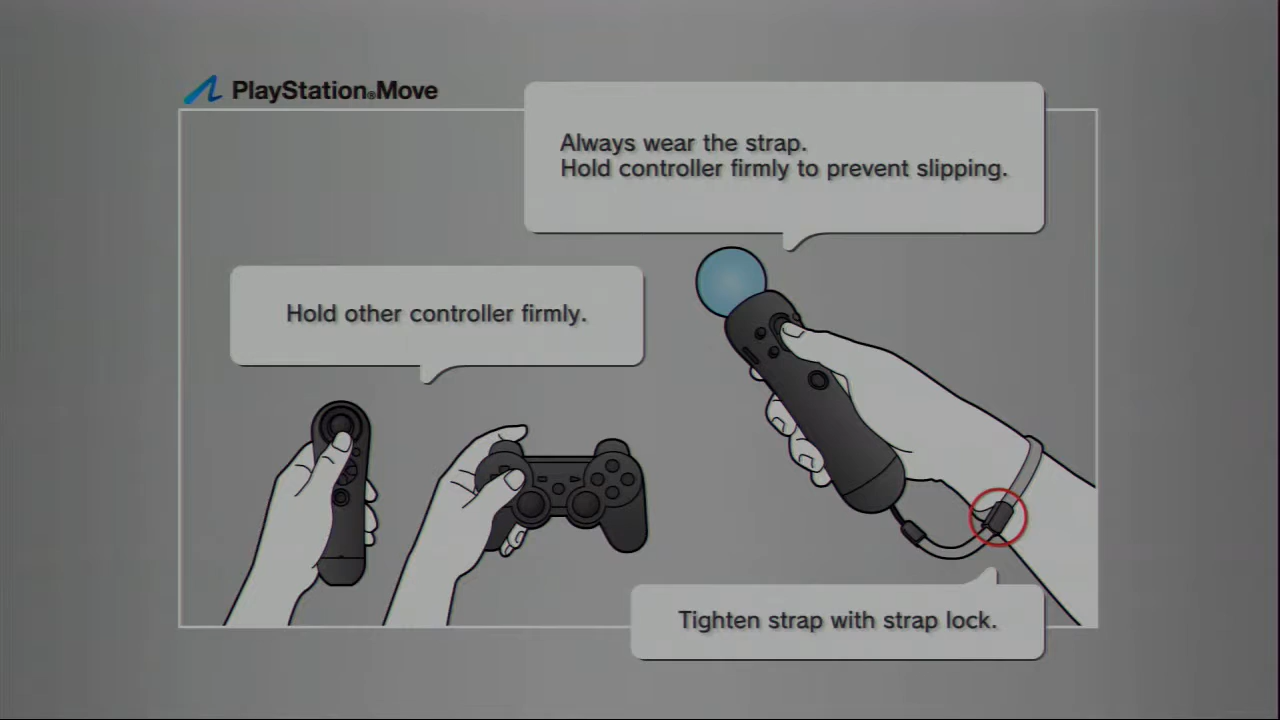 PlayStation®Move
Always wear the strap.
Hold controller firmly to prevent slipping.
Hold other controller firmly.
Tighten strap with strap lock.